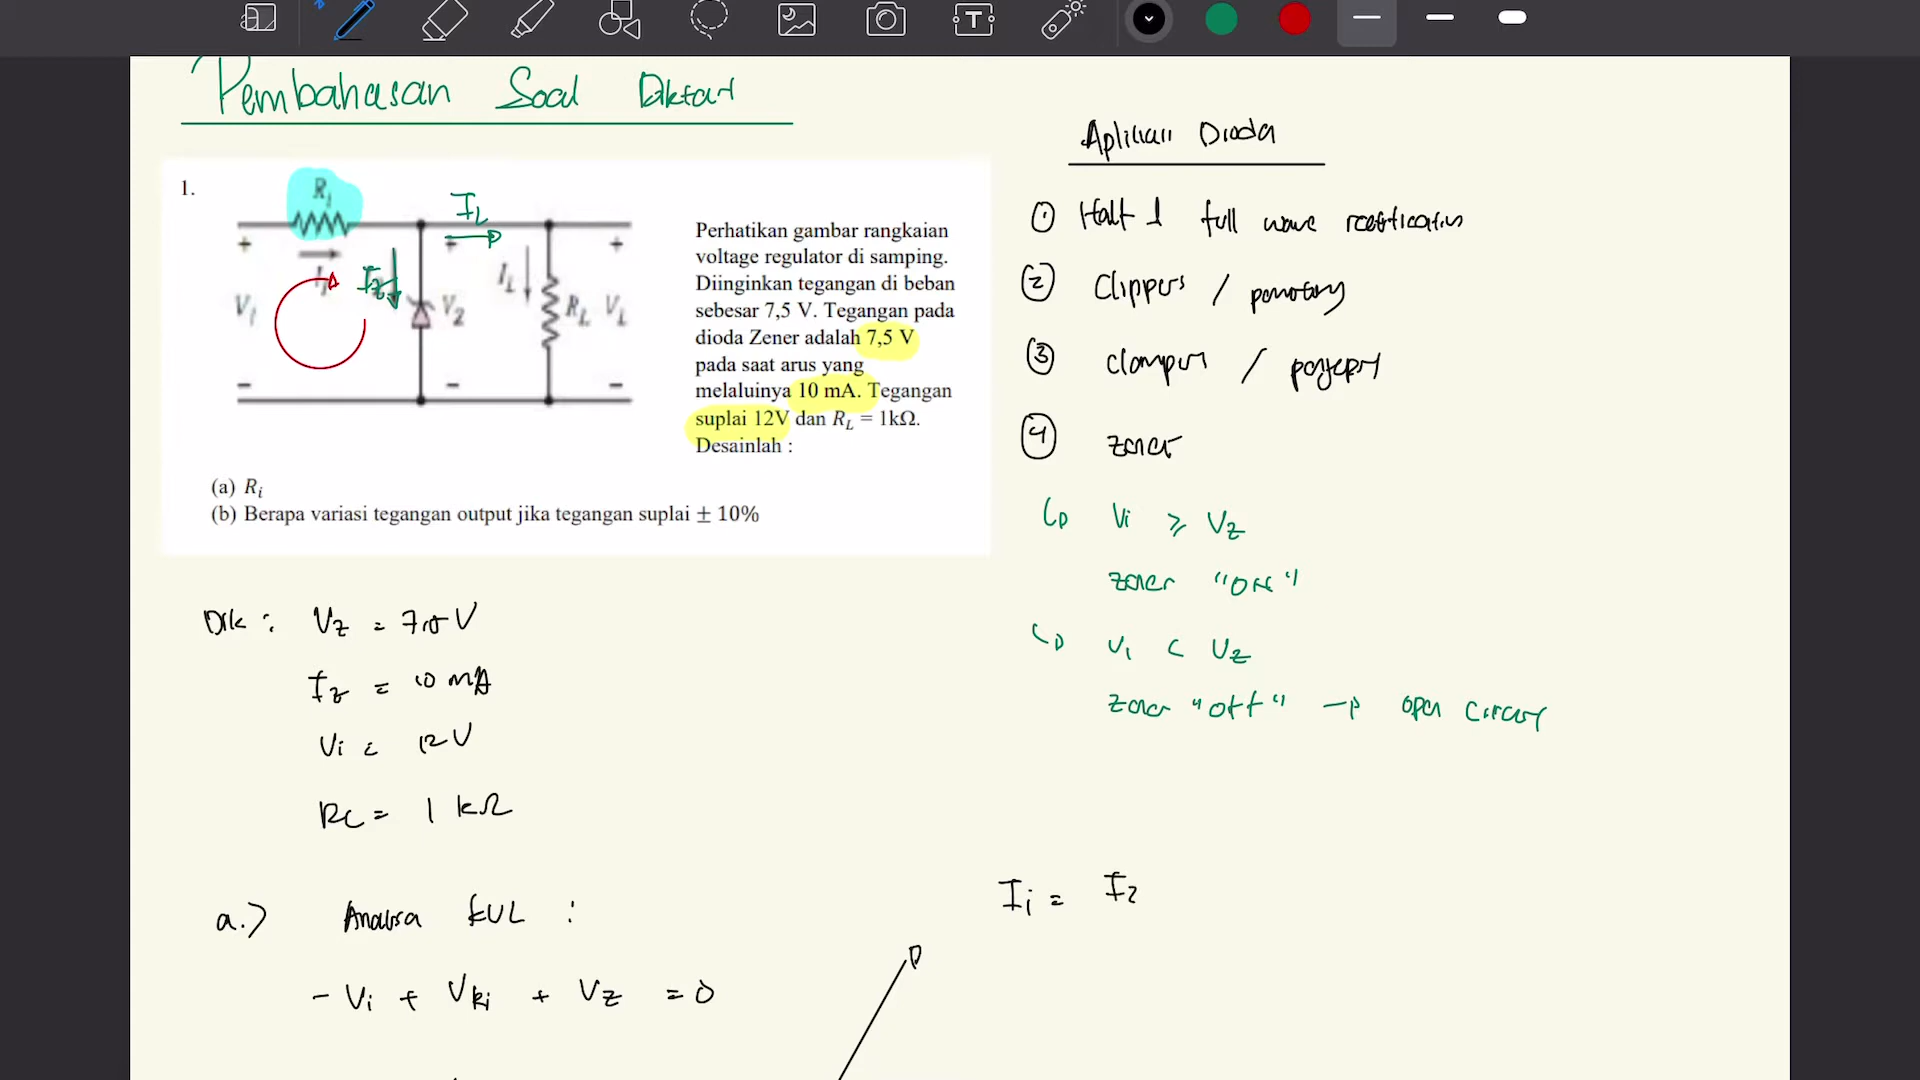 Pembahasan Soal Diktat
1.
Ri
IL
+ + +
Iz
IL
Vi
VZ
RL VL
Perhatikan gambar rangkaian
voltage regulator di samping.
Diinginkan tegangan di beban
sebesar 7,5 V. Tegangan pada
dioda Zener adalah 7,5 V
pada saat arus yang
melaluinya 10 mA. Tegangan
suplai 12V dan RL = 1kΩ.
Desainlah :
(a) Ri
(b) Berapa variasi tegangan output jika tegangan suplai ± 10%
Dik : Vz = 7,5 V
Iz = 10 mA
Vi = 12 V
RL = 1 kΩ
a.) Analisa KVL :
- Vi + VRi + Vz = 0
Aplikasi Dioda
① Half & full wave
② Clippers /
③ clampers /
④ zener
Vi ≥ Vz
zener "ON"
Vi < Vz
zener "off" → open circuit
Ii = Iz